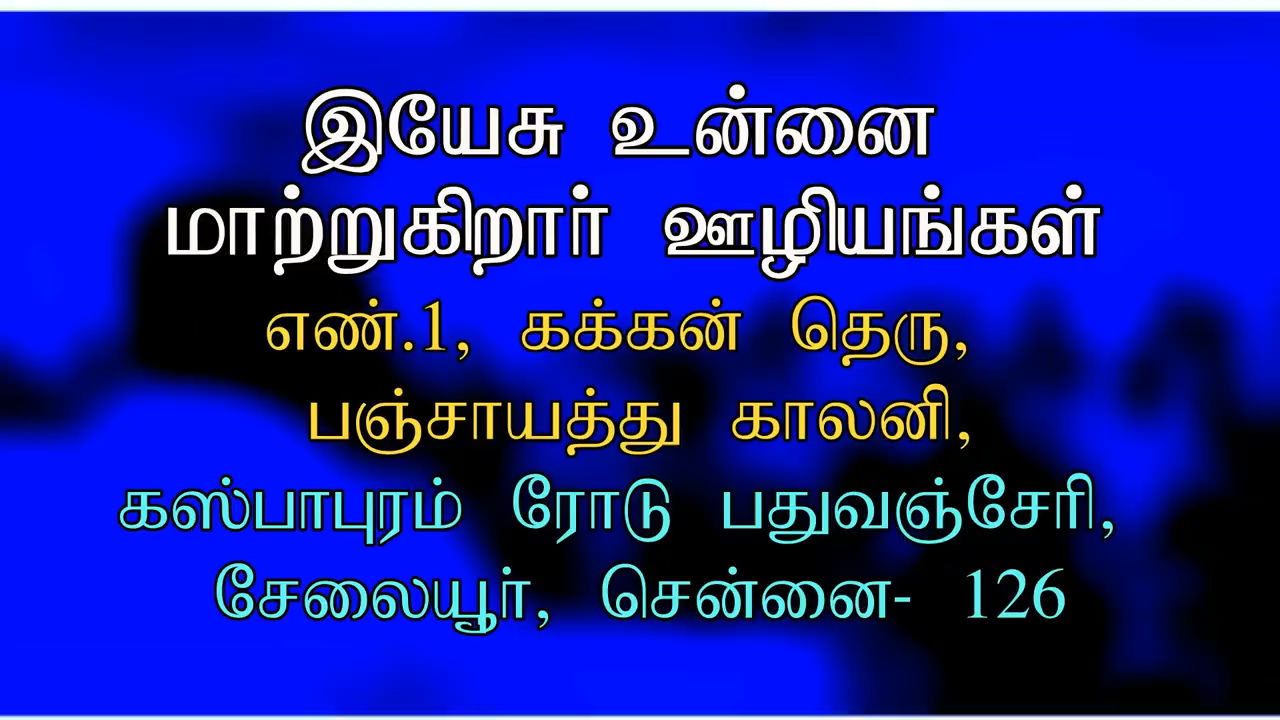 இயேசு உன்னை
மாற்றுகிறார் ஊழியங்கள்
எண்.1, கக்கன் தெரு,
பஞ்சாயத்து காலனி,
கஸ்பாபுரம் ரோடு பதுவஞ்சேரி,
சேலையூர், சென்னை- 126